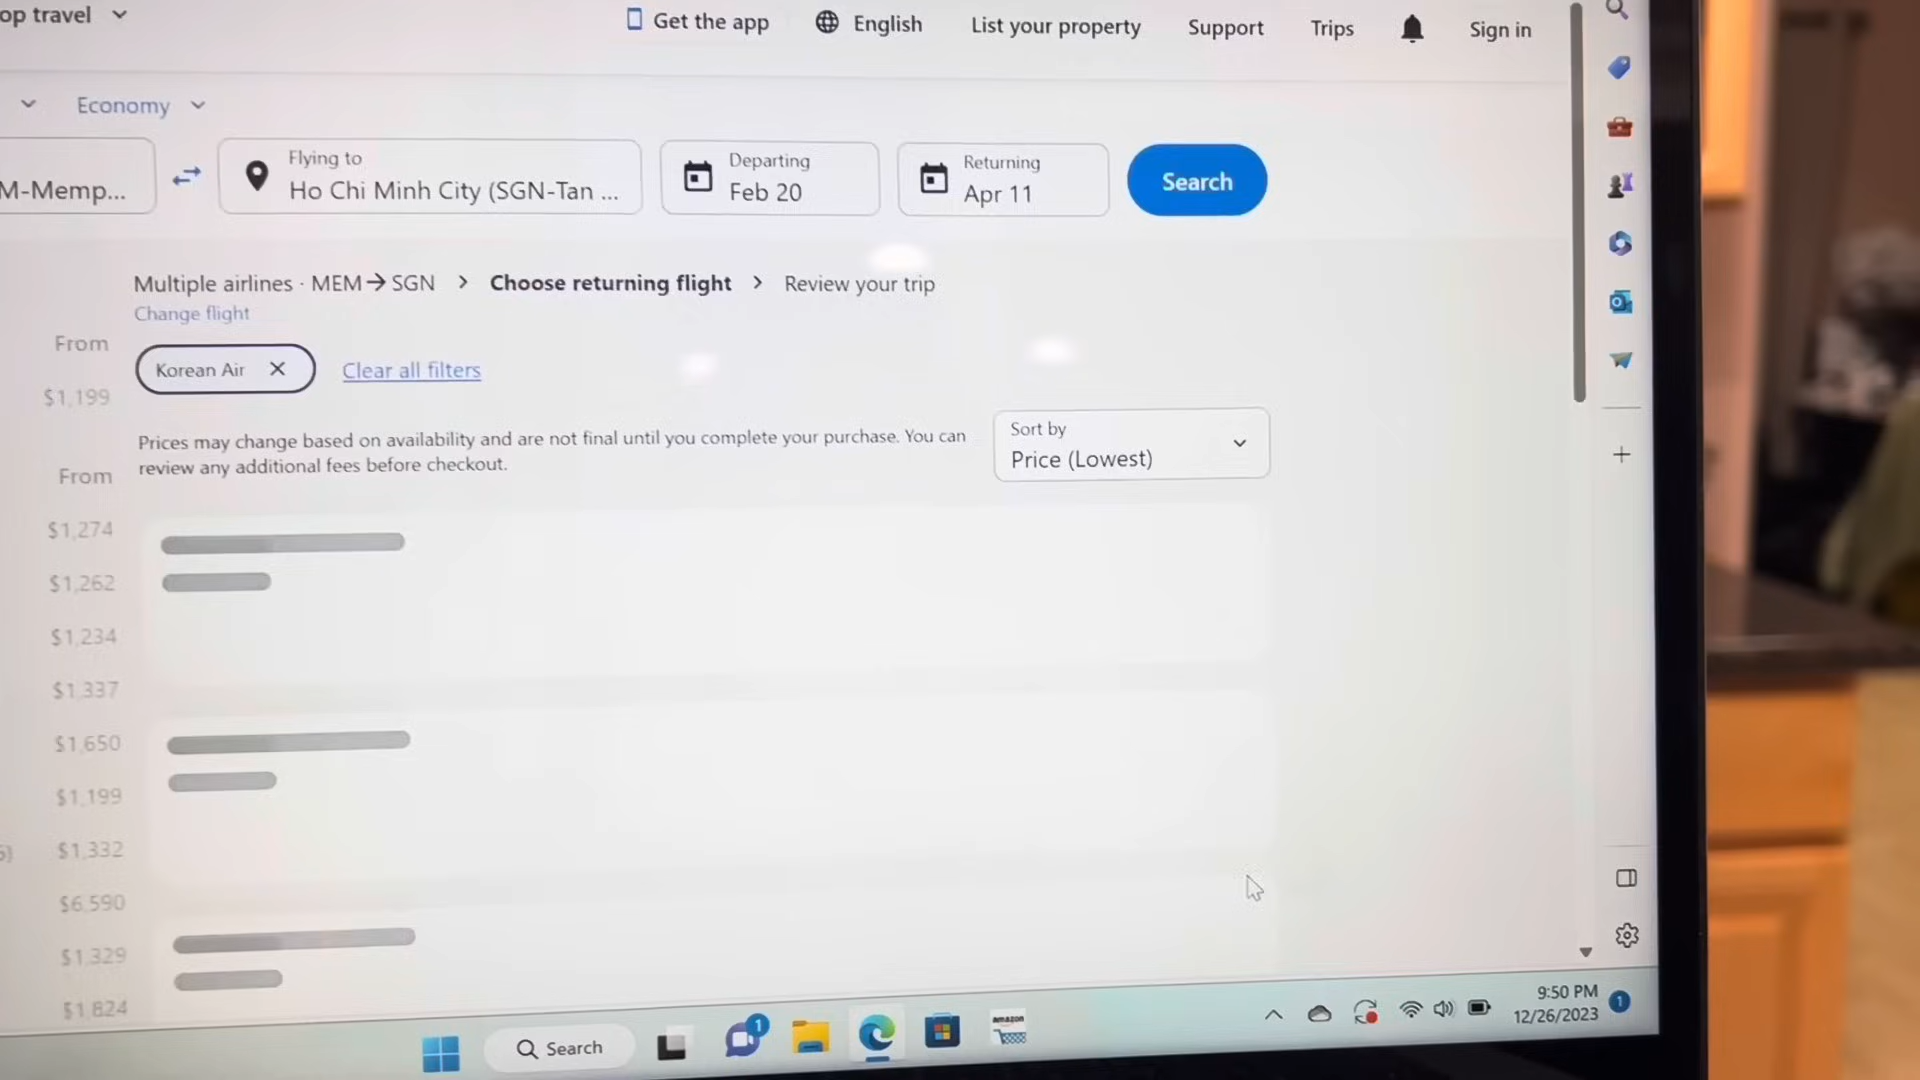 op travel
Get the app
English
List your property
Support
Trips
Sign in
Economy
M-Memp...
Flying to
Ho Chi Minh City (SGN-Tan ...
Departing
Feb 20
Returning
Apr 11
Search
Multiple airlines · MEM→SGN > Choose returning flight > Review your trip
Change flight
From
$1,199
Korean Air ×
Clear all filters
Prices may change based on availability and are not final until you complete your purchase. You can
review any additional fees before checkout.
Sort by
Price (Lowest)
From
$1,274
$1,262
$1,234
$1,337
$1,650
$1,199
5)
$1,332
$6,590
$1,329
$1,824
Search
1
amazon
9:50 PM
12/26/2023
1